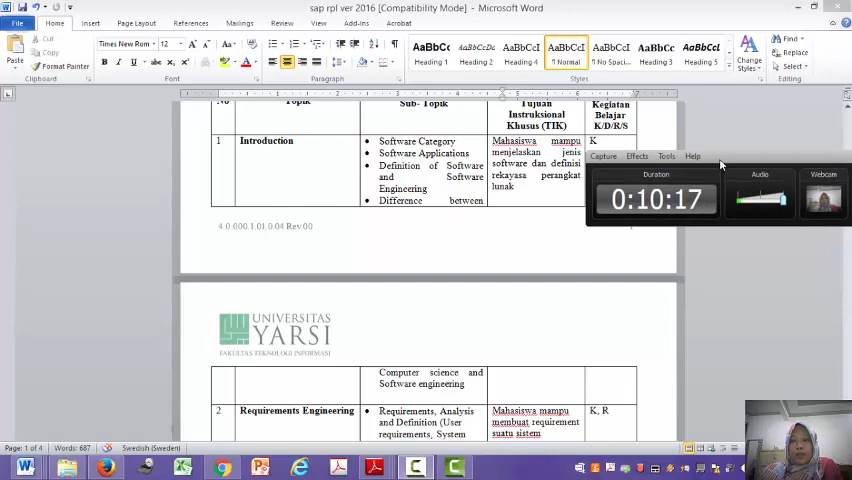 sap rpl ver 2016 [Compatibility Mode] - Microsoft Word
File Home Insert Page Layout References Mailings Review View Add-Ins Acrobat
Paste
Cut
Copy
Format Painter
Clipboard
Times New Rom 12
Font
Paragraph
AaBbCc AaBbCcDc AaBbCcI AaBbCcI AaBbCcI AaBbCc AaBbCcL
Heading 1 Heading 2 Heading 4 ¶ Normal ¶ No Spaci... Heading 3 Heading 5
Styles
Change
Styles
Find
Replace
Select
Editing
No Topik Sub- Topik Tujuan
Instruksional
Khusus (TIK)
Kegiatan
Belajar
K/D/R/S
1 Introduction
• Software Category
• Software Applications
• Definition of Software
and Software
Engineering
• Difference between
Mahasiswa mampu
menjelaskan jenis
software dan definisi
rekayasa perangkat
lunak
K
Capture Effects Tools Help
Duration Audio Webcam
0:10:17
4.0.000.1.01.0.04 Rev 00
UNIVERSITAS
YARSI
FAKULTAS TEKNOLOGI INFORMASI
Computer science and
Software engineering
2 Requirements Engineering
• Requirements, Analysis
and Definition (User
requirements, System
Mahasiswa mampu
membuat requirement
suatu sistem
K, R
Page: 1 of 4 Words: 687 Swedish (Sweden)